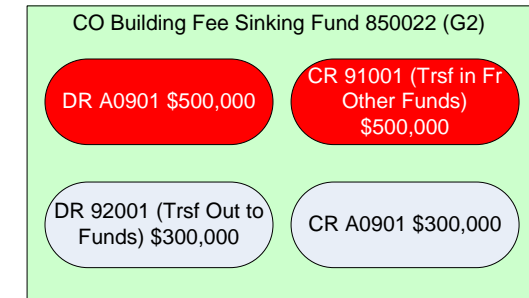 CO Building Fee Sinking Fund 850022 (G2)
DR A0901 $500,000
CR 91001 (Trsf in Fr
Other Funds)
$500,000
DR 92001 (Trsf Out to
Funds) $300,000
CR A0901 $300,000